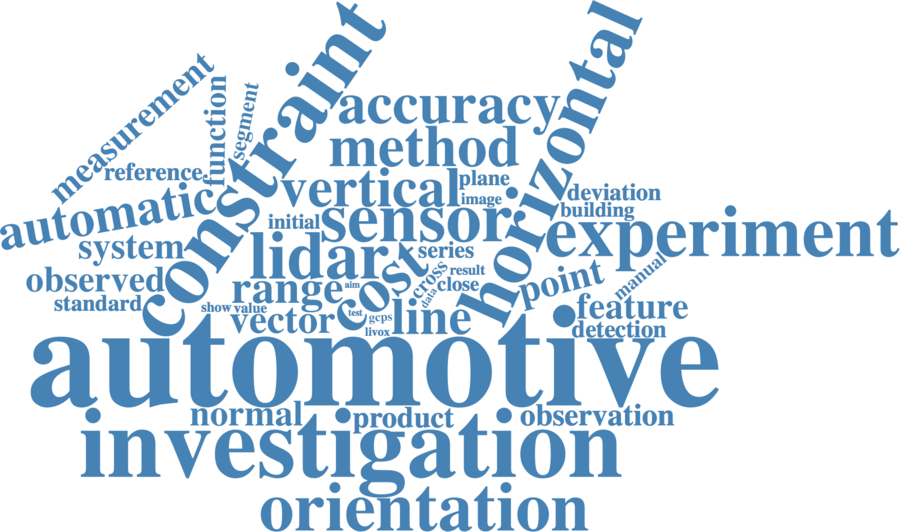 constraint
horizontal
measurement
function
segment
accuracy
method
reference
vertical
plane
image
deviation
building
automatic
initial
sensor
experiment
system
lidar
series
observed
range
aim
cost
cross
result
close
data
point
manual
standard
show
value
vector
test
gcps
livox
line
feature
detection
automotive
normal
product
observation
investigation
orientation